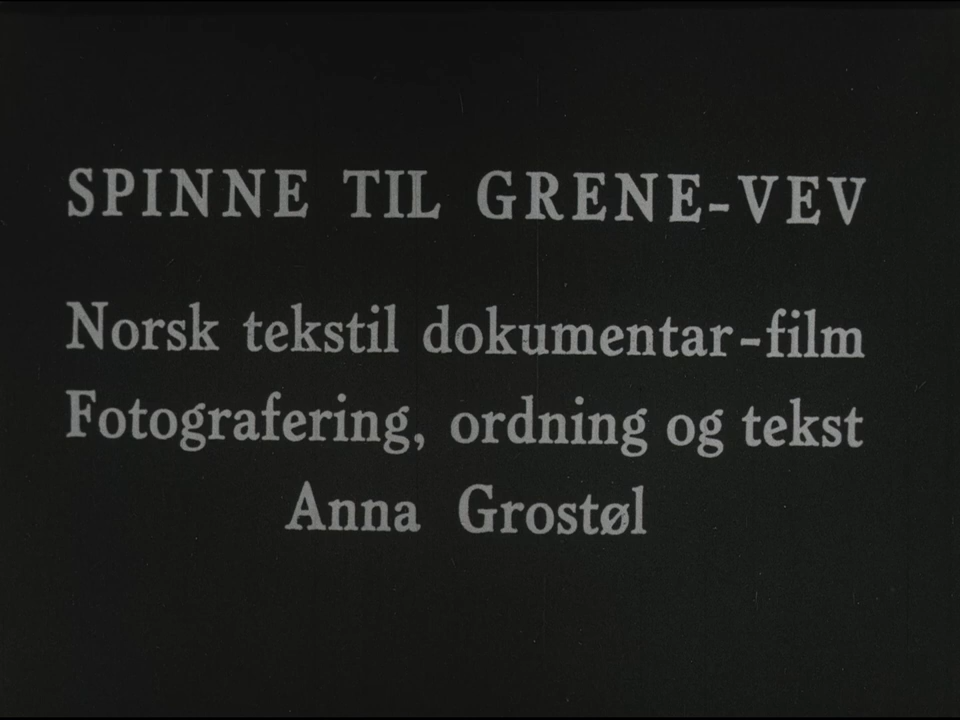 SPINNE TIL GRENE-VEV
Norsk tekstil dokumentar-film
Fotografering, ordning og tekst
Anna Grostøl